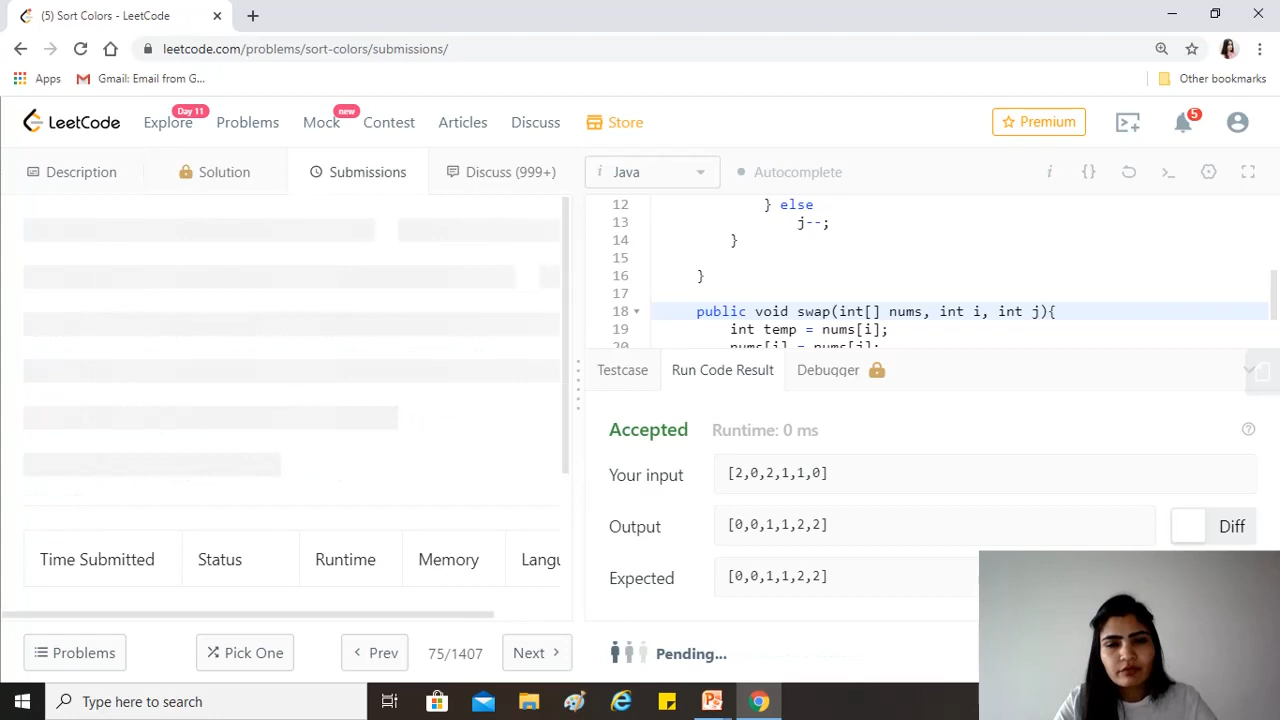 (5) Sort Colors - LeetCode
leetcode.com/problems/sort-colors/submissions/
Apps Gmail: Email from G... Other bookmarks
LeetCode Explore Day 11 Problems Mock new Contest Articles Discuss Store Premium 5
Description Solution Submissions Discuss (999+) i Java Autocomplete i {}
12 } else
13 j--;
14 }
15
16 }
17
18 public void swap(int[] nums, int i, int j){
19 int temp = nums[i];
20 nums[i] = nums[j];
Testcase Run Code Result Debugger
Accepted Runtime: 0 ms
Your input [2,0,2,1,1,0]
Output [0,0,1,1,2,2] Diff
Expected [0,0,1,1,2,2]
Time Submitted Status Runtime Memory Langu
Problems Pick One Prev 75/1407 Next Pending...
Type here to search